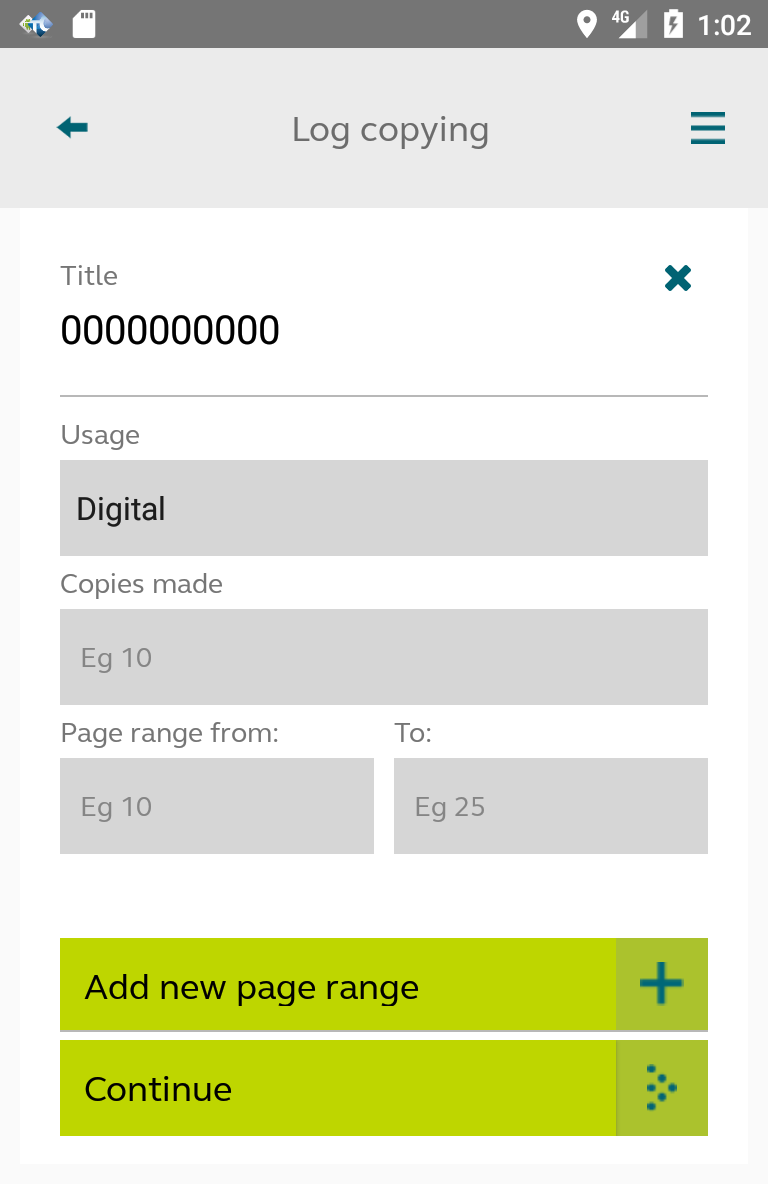 4G 1:02
Log copying
Title
0000000000
Usage
Digital
Copies made
Eg 10
Page range from: To:
Eg 10 Eg 25
Add new page range
Continue